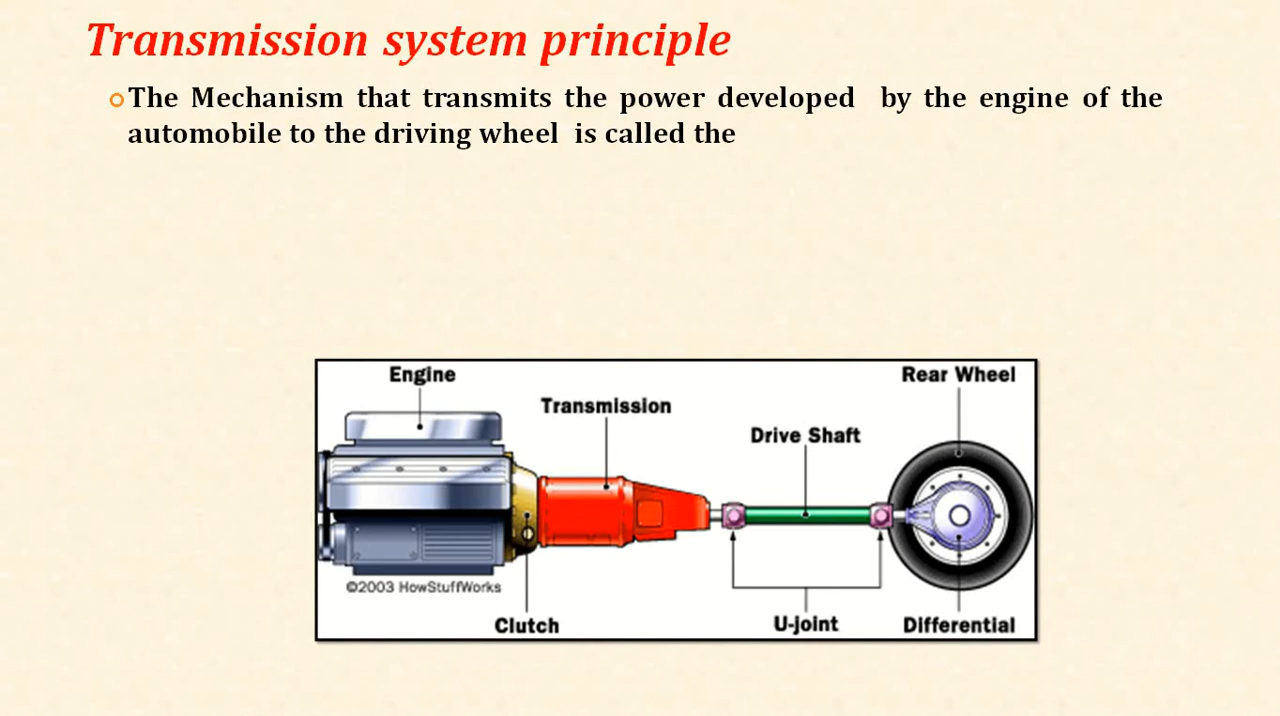 Transmission system principle
The Mechanism that transmits the power developed by the engine of the
automobile to the driving wheel is called the
Engine
Rear Wheel
Transmission
Drive Shaft
©2003 HowStuffWorks
Clutch
U-joint
Differential